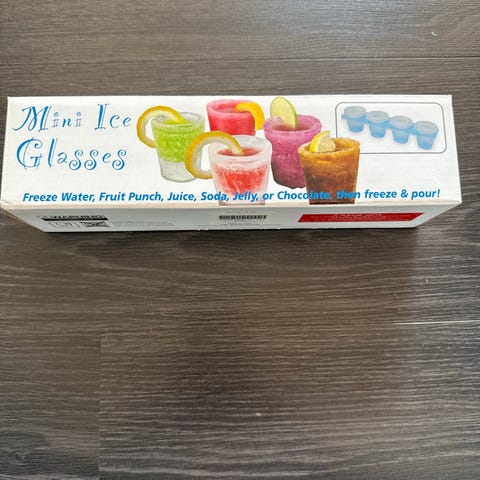 Mini Ice
Glasses
Freeze Water, Fruit Punch, Juice, Soda, Jelly, or Chocolate, then freeze & pour!